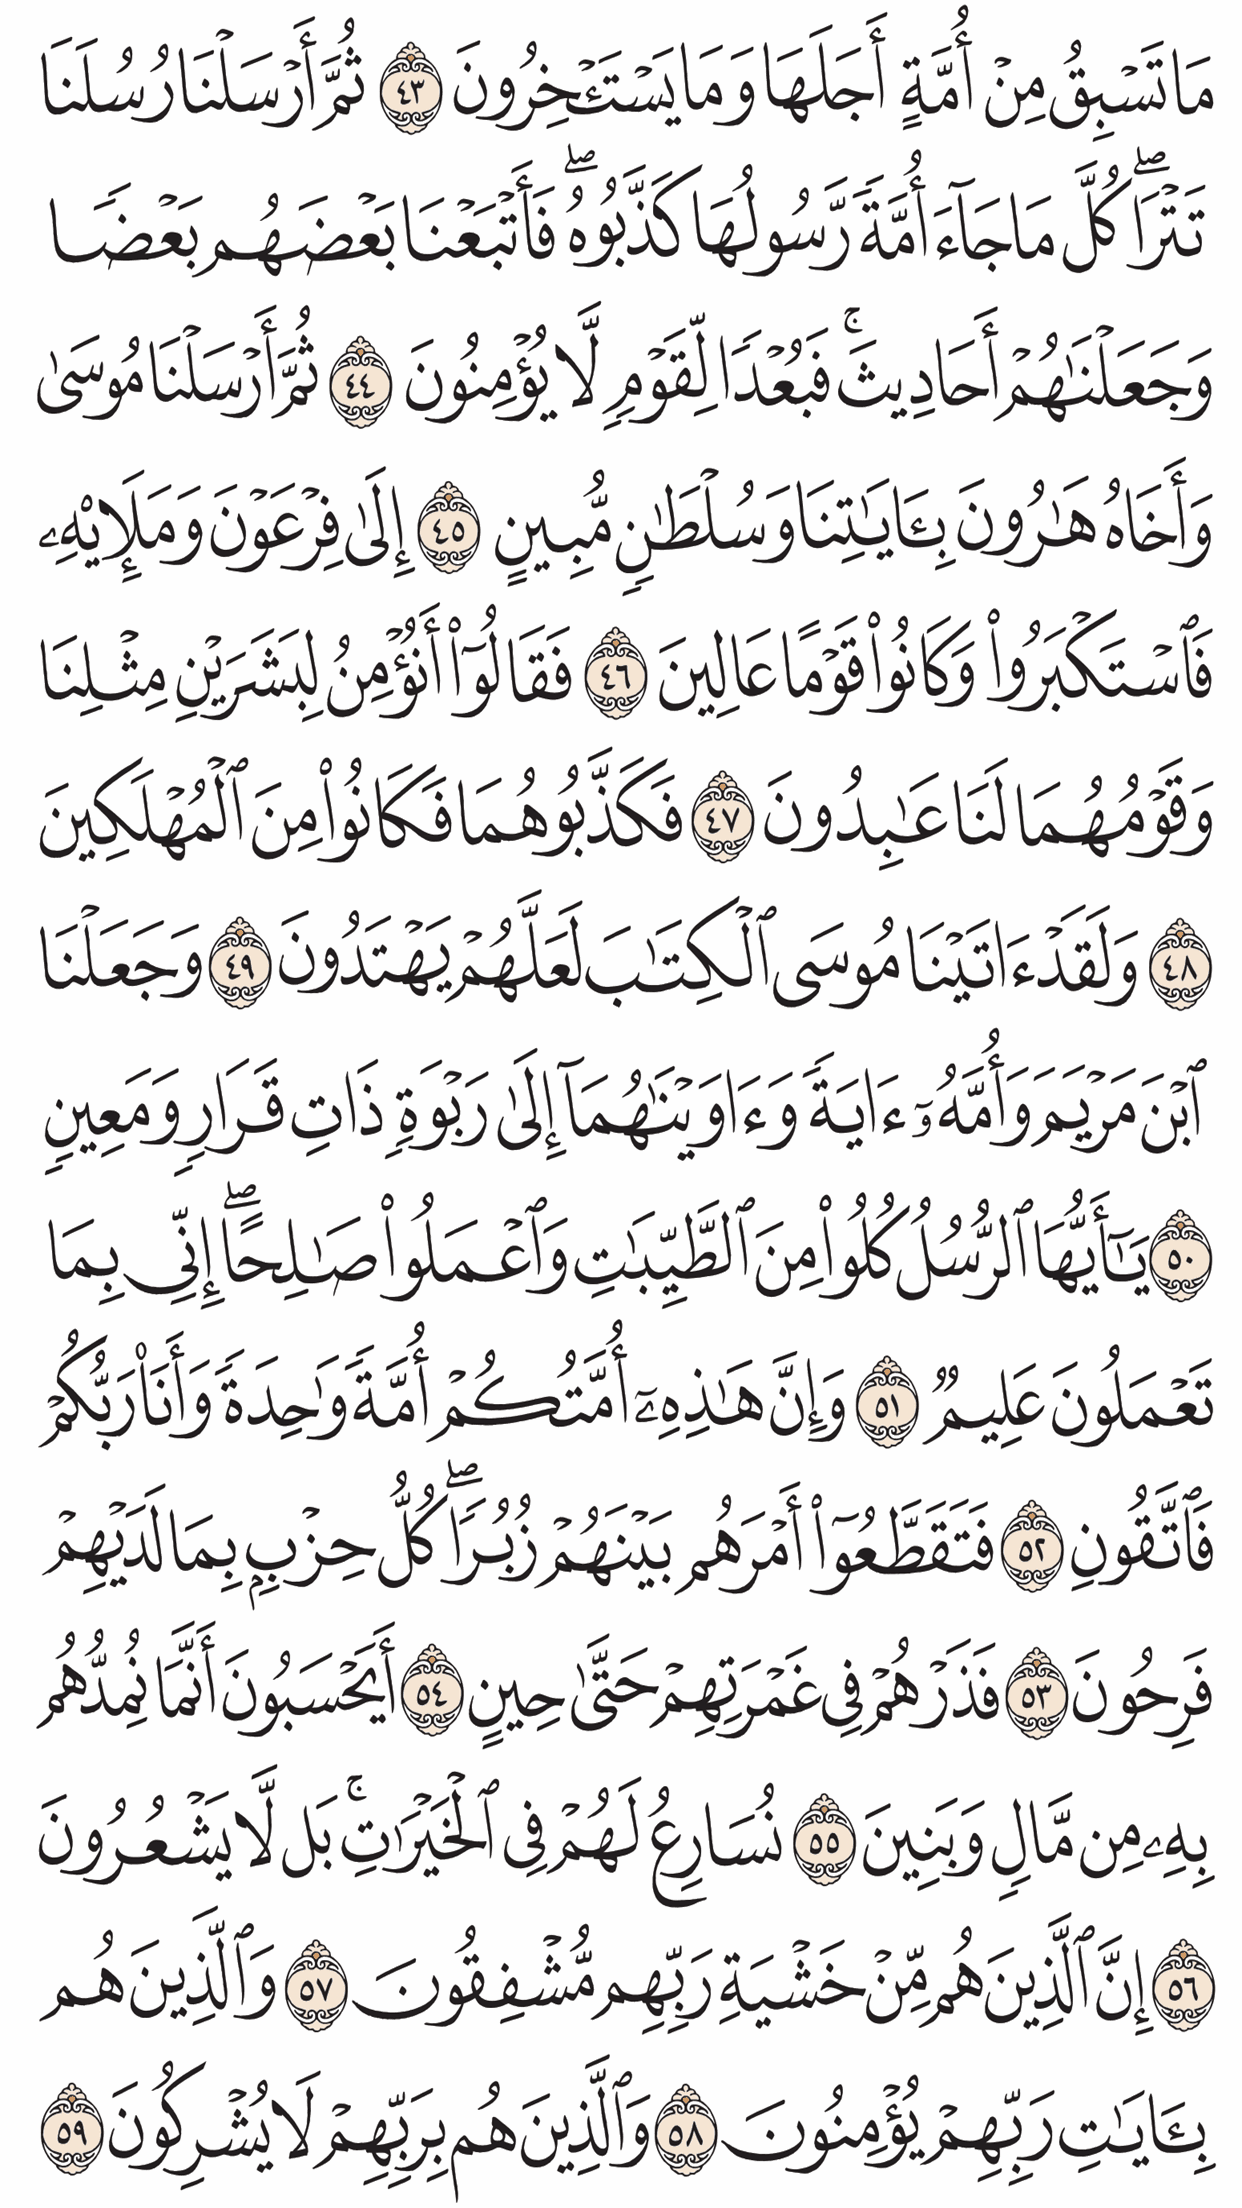 مَا تَسۡبِقُ مِنۡ أُمَّةٍ أَجَلَهَا وَمَا يَسۡتَـٔۡخِرُونَ ٤٣ ثُمَّ أَرۡسَلۡنَا رُسُلَنَا
تَتۡرَاۖ كُلَّ مَا جَآءَ أُمَّةٗ رَّسُولُهَا كَذَّبُوهُۖ فَأَتۡبَعۡنَا بَعۡضَهُم بَعۡضٗا
وَجَعَلۡنَٰهُمۡ أَحَادِيثَۚ فَبُعۡدٗا لِّقَوۡمٖ لَّا يُؤۡمِنُونَ ٤٤ ثُمَّ أَرۡسَلۡنَا مُوسَىٰ
وَأَخَاهُ هَٰرُونَ بِـَٔايَٰتِنَا وَسُلۡطَٰنٖ مُّبِينٍ ٤٥ إِلَىٰ فِرۡعَوۡنَ وَمَلَإِيْهِۦ
فَٱسۡتَكۡبَرُواْ وَكَانُواْ قَوۡمًا عَالِينَ ٤٦ فَقَالُوٓاْ أَنُؤۡمِنُ لِبَشَرَيۡنِ مِثۡلِنَا
وَقَوۡمُهُمَا لَنَا عَٰبِدُونَ ٤٧ فَكَذَّبُوهُمَا فَكَانُواْ مِنَ ٱلۡمُهۡلَكِينَ
٤٨ وَلَقَدۡ ءَاتَيۡنَا مُوسَى ٱلۡكِتَٰبَ لَعَلَّهُمۡ يَهۡتَدُونَ ٤٩ وَجَعَلۡنَا
ٱبۡنَ مَرۡيَمَ وَأُمَّهُۥٓ ءَايَةٗ وَءَاوَيۡنَٰهُمَآ إِلَىٰ رَبۡوَةٖ ذَاتِ قَرَارٖ وَمَعِينٖ
٥٠ يَٰٓأَيُّهَا ٱلرُّسُلُ كُلُواْ مِنَ ٱلطَّيِّبَٰتِ وَٱعۡمَلُواْ صَٰلِحًاۖ إِنِّي بِمَا
تَعۡمَلُونَ عَلِيمٞ ٥١ وَإِنَّ هَٰذِهِۦٓ أُمَّتُكُمۡ أُمَّةٗ وَٰحِدَةٗ وَأَنَا۠ رَبُّكُمۡ
فَٱتَّقُونِ ٥٢ فَتَقَطَّعُوٓاْ أَمۡرَهُم بَيۡنَهُمۡ زُبُرٗاۖ كُلُّ حِزۡبِۭ بِمَا لَدَيۡهِمۡ
فَرِحُونَ ٥٣ فَذَرۡهُمۡ فِي غَمۡرَتِهِمۡ حَتَّىٰ حِينٍ ٥٤ أَيَحۡسَبُونَ أَنَّمَا نُمِدُّهُم
بِهِۦ مِن مَّالٖ وَبَنِينَ ٥٥ نُسَارِعُ لَهُمۡ فِي ٱلۡخَيۡرَٰتِۚ بَل لَّا يَشۡعُرُونَ
٥٦ إِنَّ ٱلَّذِينَ هُم مِّنۡ خَشۡيَةِ رَبِّهِم مُّشۡفِقُونَ ٥٧ وَٱلَّذِينَ هُم
بِـَٔايَٰتِ رَبِّهِمۡ يُؤۡمِنُونَ ٥٨ وَٱلَّذِينَ هُم بِرَبِّهِمۡ لَا يُشۡرِكُونَ ٥٩